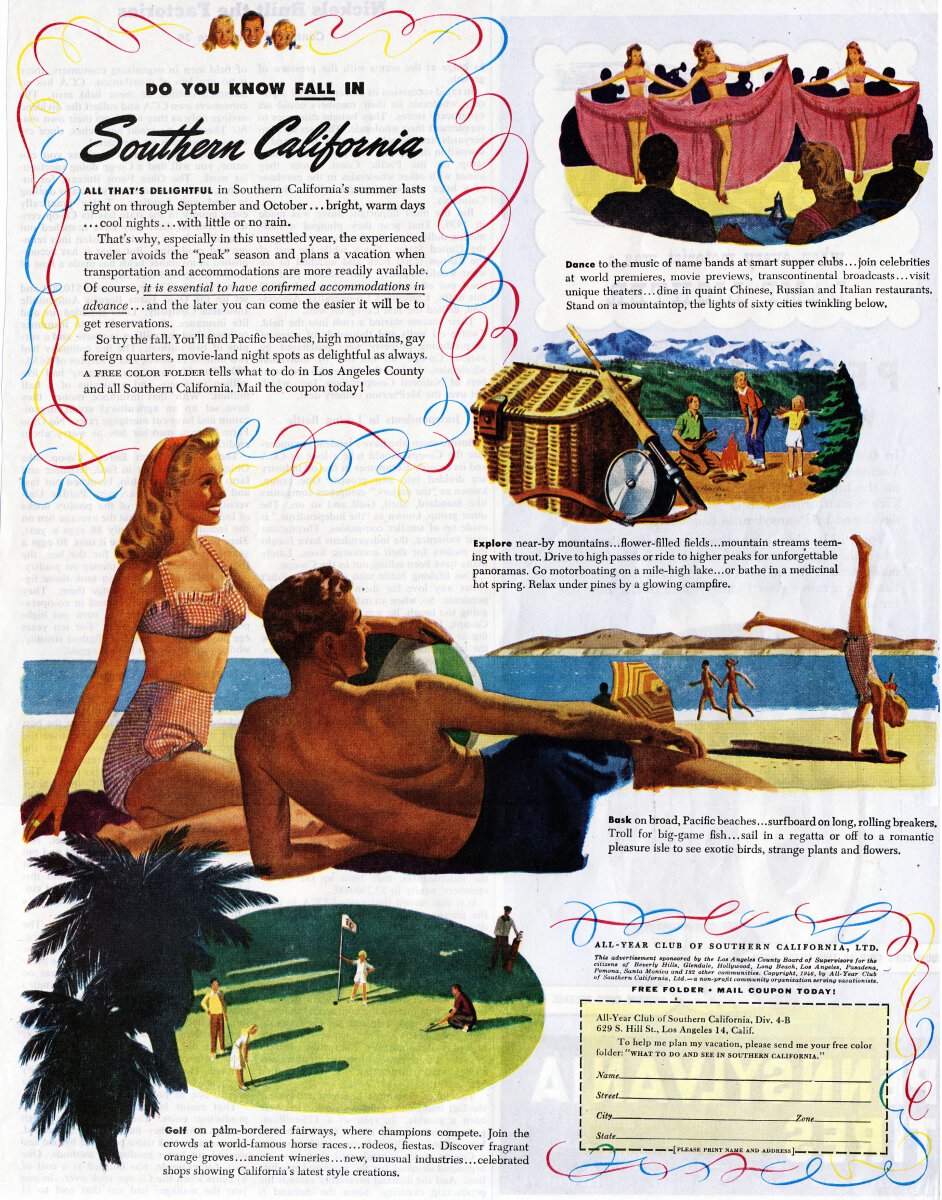 DO YOU KNOW FALL IN
Southern California
ALL THAT'S DELIGHTFUL in Southern California's summer lasts
right on through September and October...bright, warm days
...cool nights...with little or no rain.
That's why, especially in this unsettled year, the experienced
traveler avoids the "peak" season and plans a vacation when
transportation and accommodations are more readily available.
Of course, it is essential to have confirmed accommodations in
advance...and the later you can come the easier it will be to
get reservations.
So try the fall. You'll find Pacific beaches, high mountains, gay
foreign quarters, movie-land night spots as delightful as always.
A FREE COLOR FOLDER tells what to do in Los Angeles County
and all Southern California. Mail the coupon today!
Dance to the music of name bands at smart supper clubs...join celebrities
at world premieres, movie previews, transcontinental broadcasts...visit
unique theaters...dine in quaint Chinese, Russian and Italian restaurants.
Stand on a mountaintop, the lights of sixty cities twinkling below.
Explore near-by mountains...flower-filled fields...mountain streams teem-
ing with trout. Drive to high passes or ride to higher peaks for unforgettable
panoramas. Go motorboating on a mile-high lake...or bathe in a medicinal
hot spring. Relax under pines by a glowing campfire.
Bask on broad, Pacific beaches...surfboard on long, rolling breakers.
Troll for big-game fish...sail in a regatta or off to a romantic
pleasure isle to see exotic birds, strange plants and flowers.
Golf on palm-bordered fairways, where champions compete. Join the
crowds at world-famous horse races...rodeos, fiestas. Discover fragrant
orange groves...ancient wineries...new, unusual industries...celebrated
shops showing California's latest style creations.
ALL-YEAR CLUB OF SOUTHERN CALIFORNIA, LTD.
This advertisement sponsored by the Los Angeles County Board of Supervisors for the
citizens of Beverly Hills, Glendale, Hollywood, Long Beach, Los Angeles, Pasadena,
Pomona, Santa Monica and 182 other communities. Copyright, 1946, by All-Year Club
of Southern California, Ltd.—a non-profit community organization serving vacationists.
FREE FOLDER • MAIL COUPON TODAY!
All-Year Club of Southern California, Div. 4-B
629 S. Hill St., Los Angeles 14, Calif.
To help me plan my vacation, please send me your free color
folder: "WHAT TO DO AND SEE IN SOUTHERN CALIFORNIA."
Name
Street
City Zone
State
[PLEASE PRINT NAME AND ADDRESS]